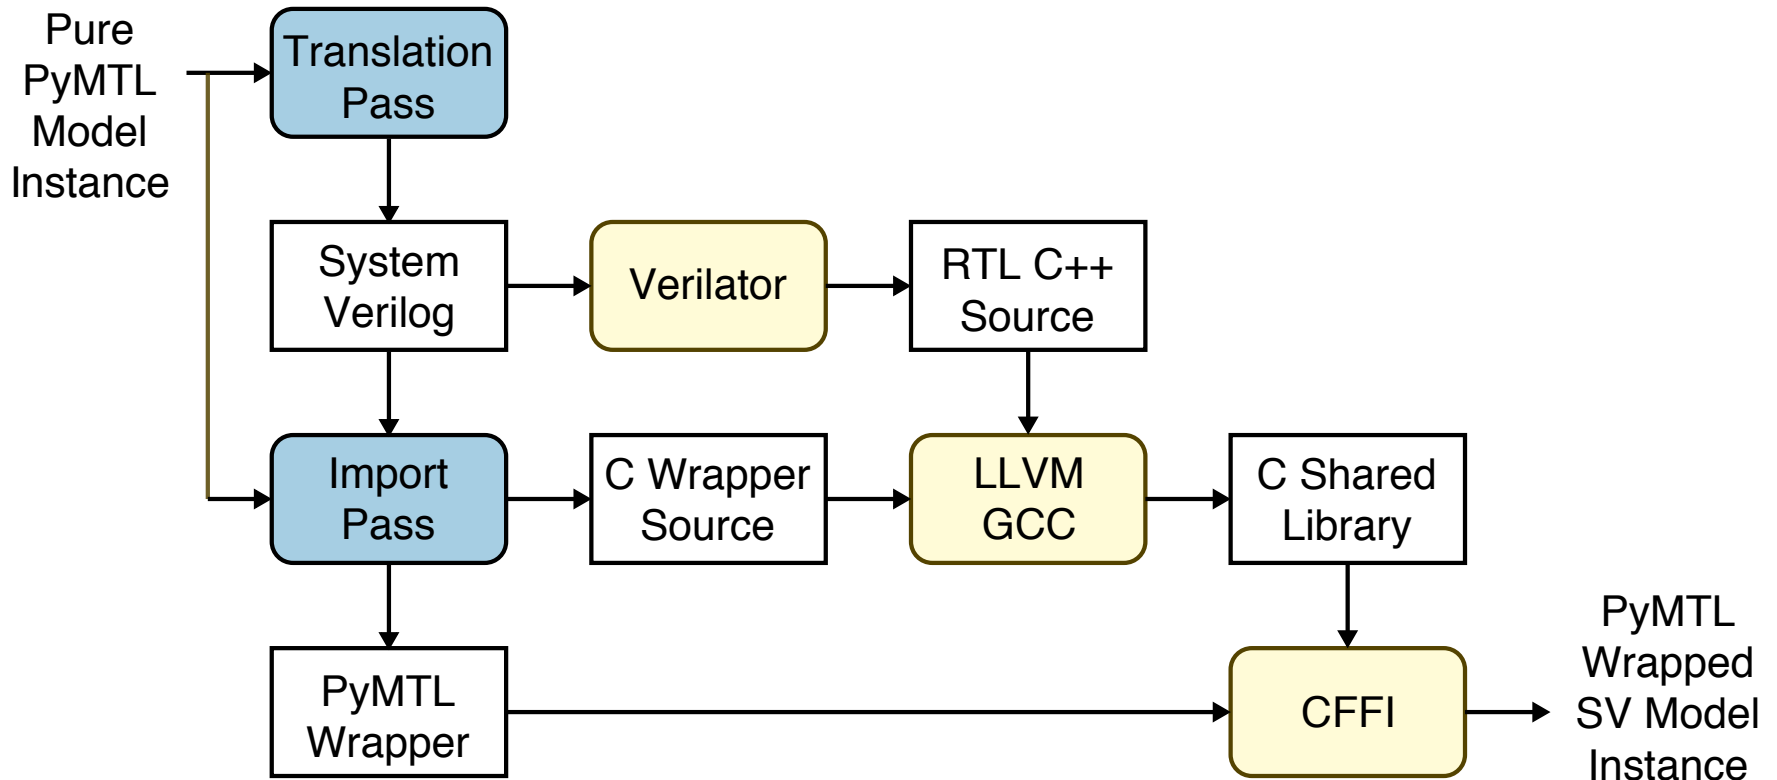 Pure
PyMTL
Model
Instance
Translation
Pass
System
Verilog
Verilator
RTL C++
Source
Import
Pass
C Wrapper
Source
LLVM
GCC
C Shared
Library
PyMTL
Wrapper
CFFI
PyMTL
Wrapped
SV Model
Instance